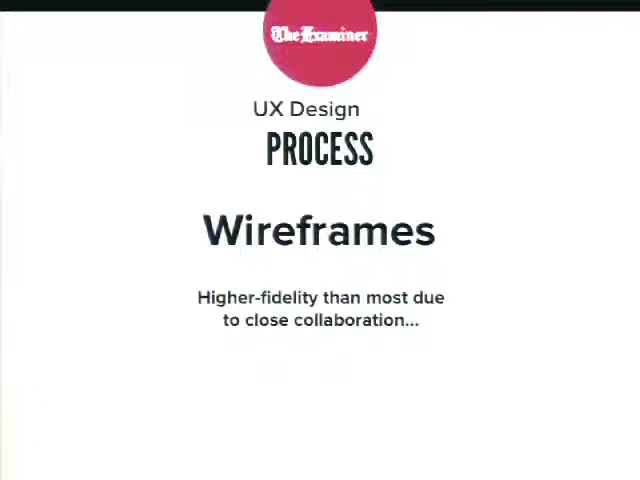 The Examiner
UX Design
PROCESS
Wireframes
Higher-fidelity than most due
to close collaboration...